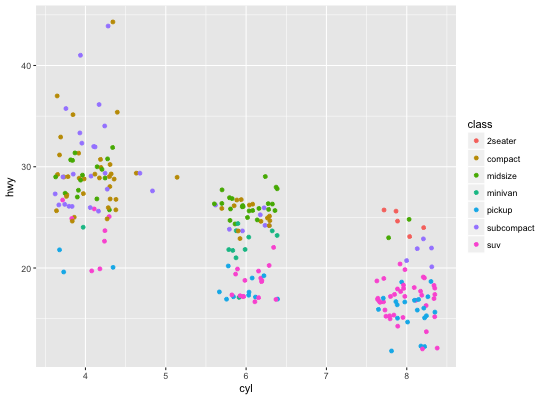 hwy
40
30
20
4
5
6
7
8
cyl
class
2seater
compact
midsize
minivan
pickup
subcompact
suv